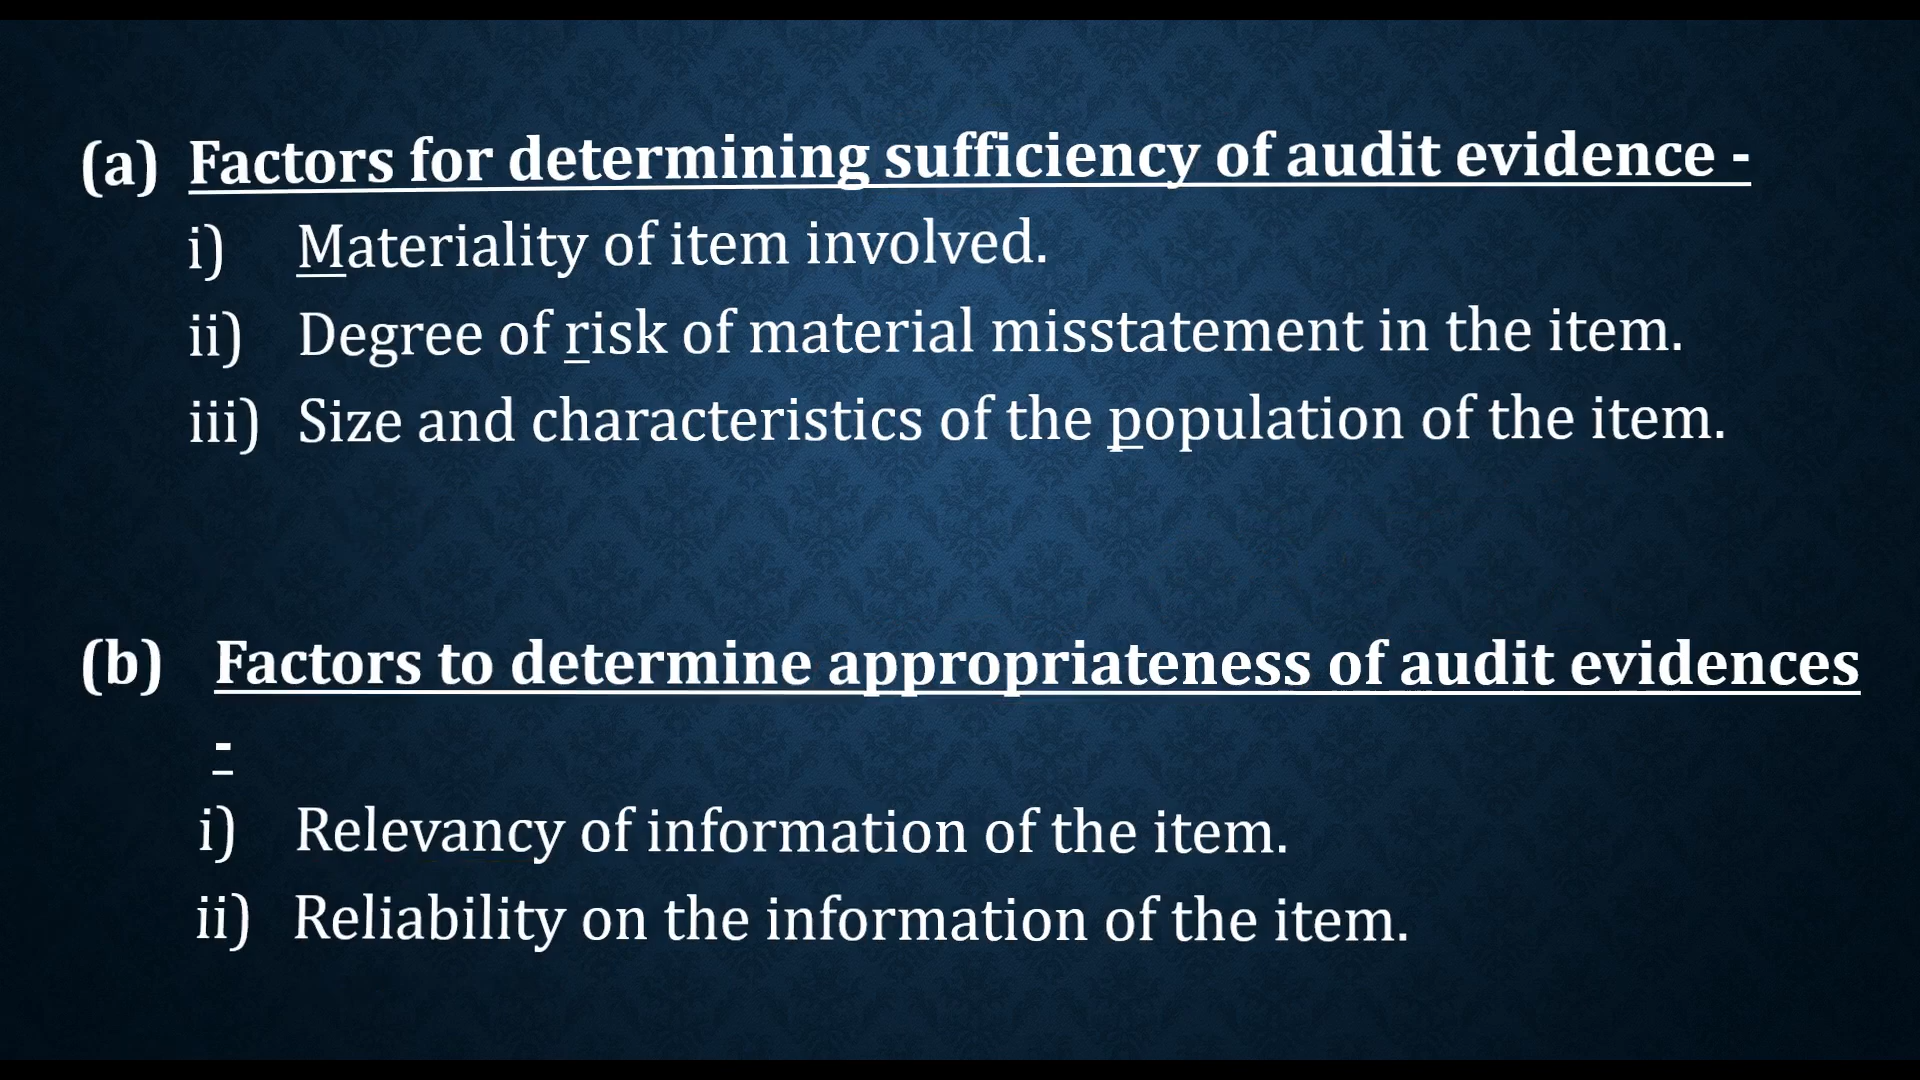 (a) Factors for determining sufficiency of audit evidence -
i) Materiality of item involved.
ii) Degree of risk of material misstatement in the item.
iii) Size and characteristics of the population of the item.
(b) Factors to determine appropriateness of audit evidences
-
i) Relevancy of information of the item.
ii) Reliability on the information of the item.